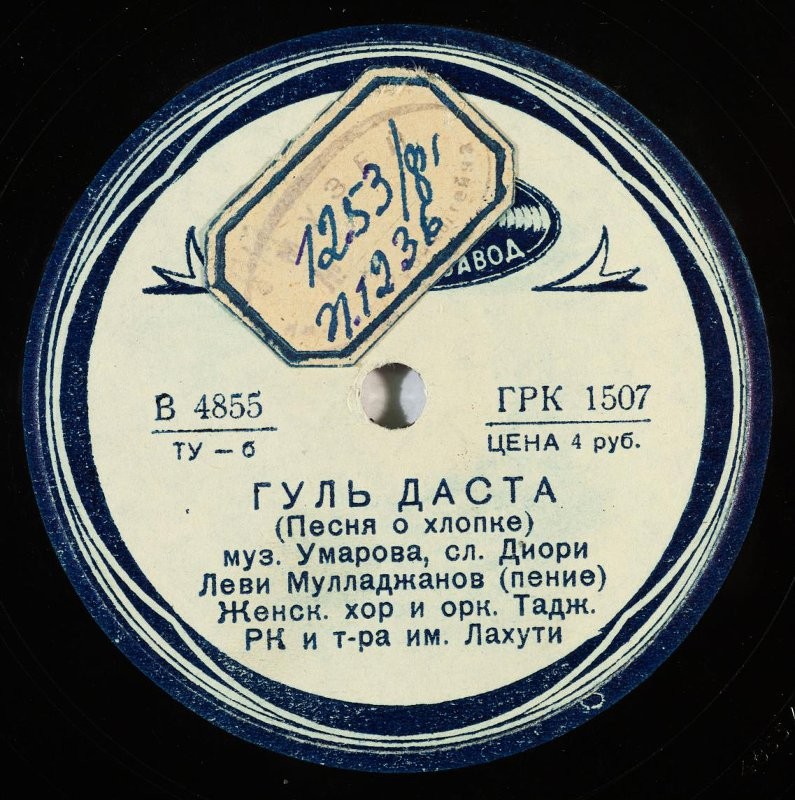 1253/81
п.1236
ЗАВОД
В 4855
ГРК 1507
ТУ – б
ЦЕНА 4 руб.
ГУЛЬ ДАСТА
(Песня о хлопке)
муз. Умарова, сл. Диори
Леви Мулладжанов (пение)
Женск. хор и орк. Тадж.
РК и т-ра им. Лахути